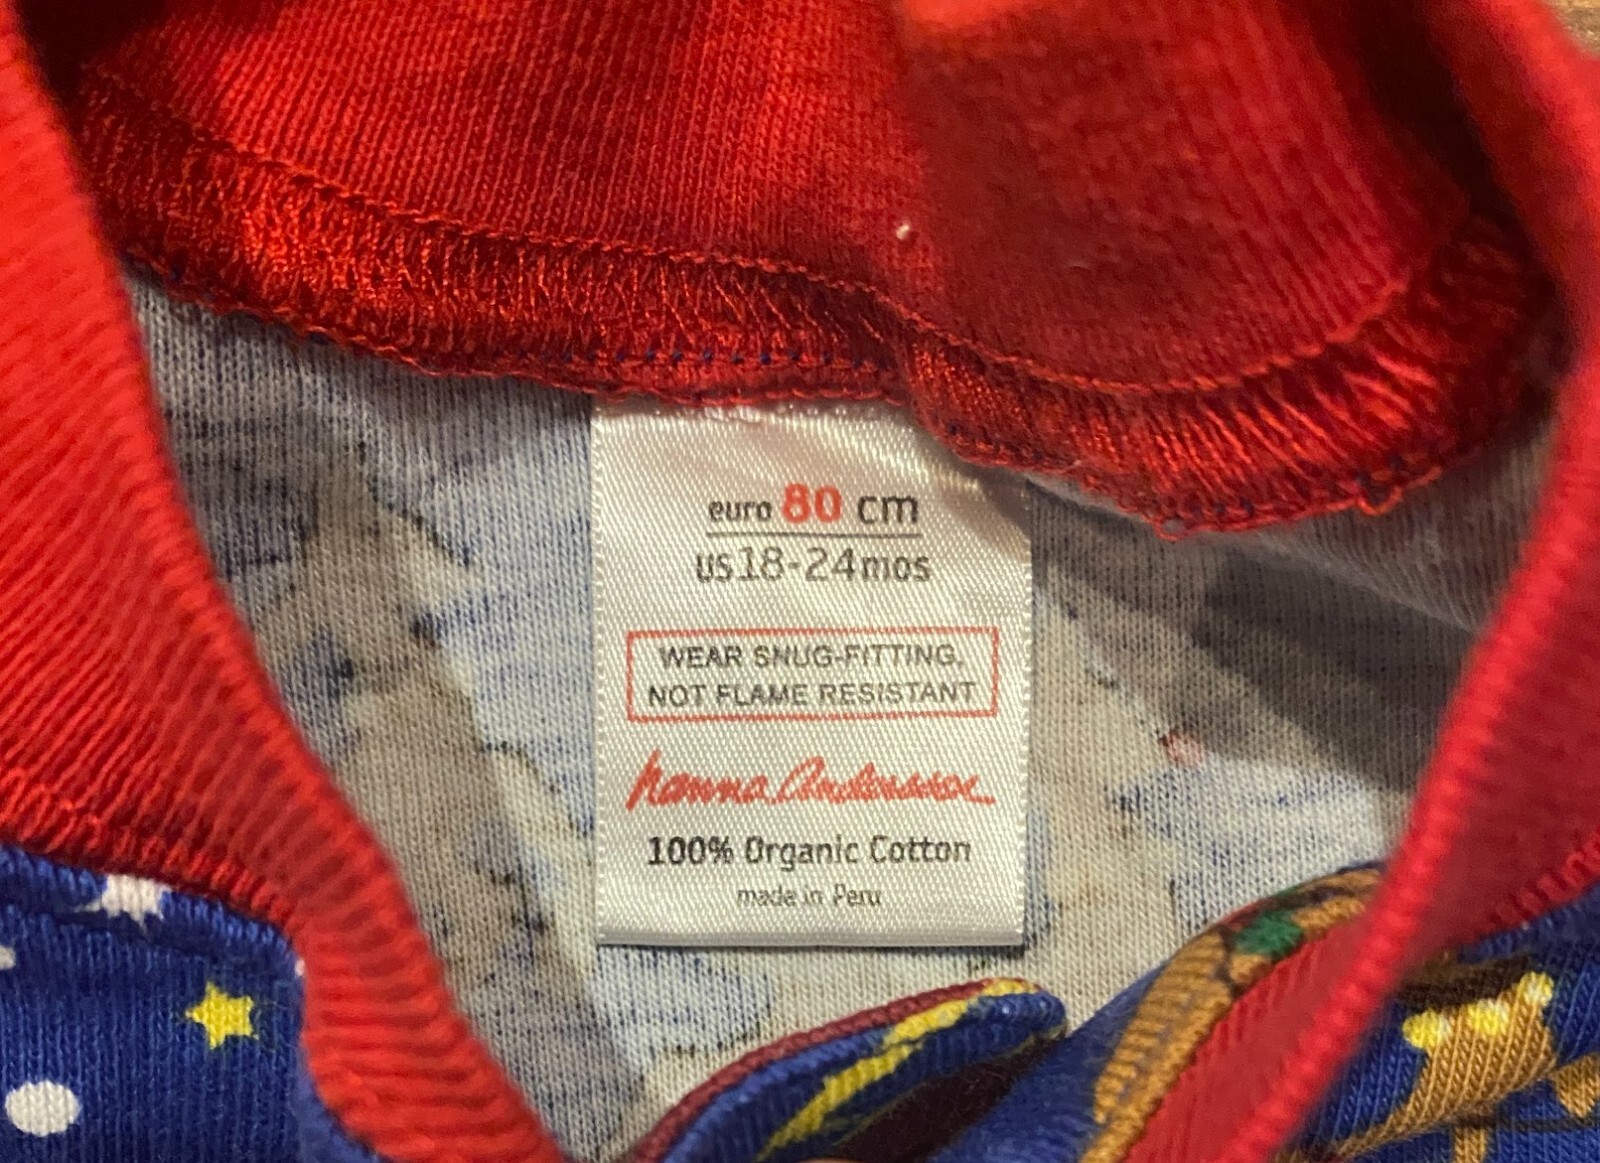 euro 80 cm
US 18-24 mos
WEAR SNUG-FITTING.
NOT FLAME RESISTANT
hanna Andersson
100% Organic Cotton
made in Peru